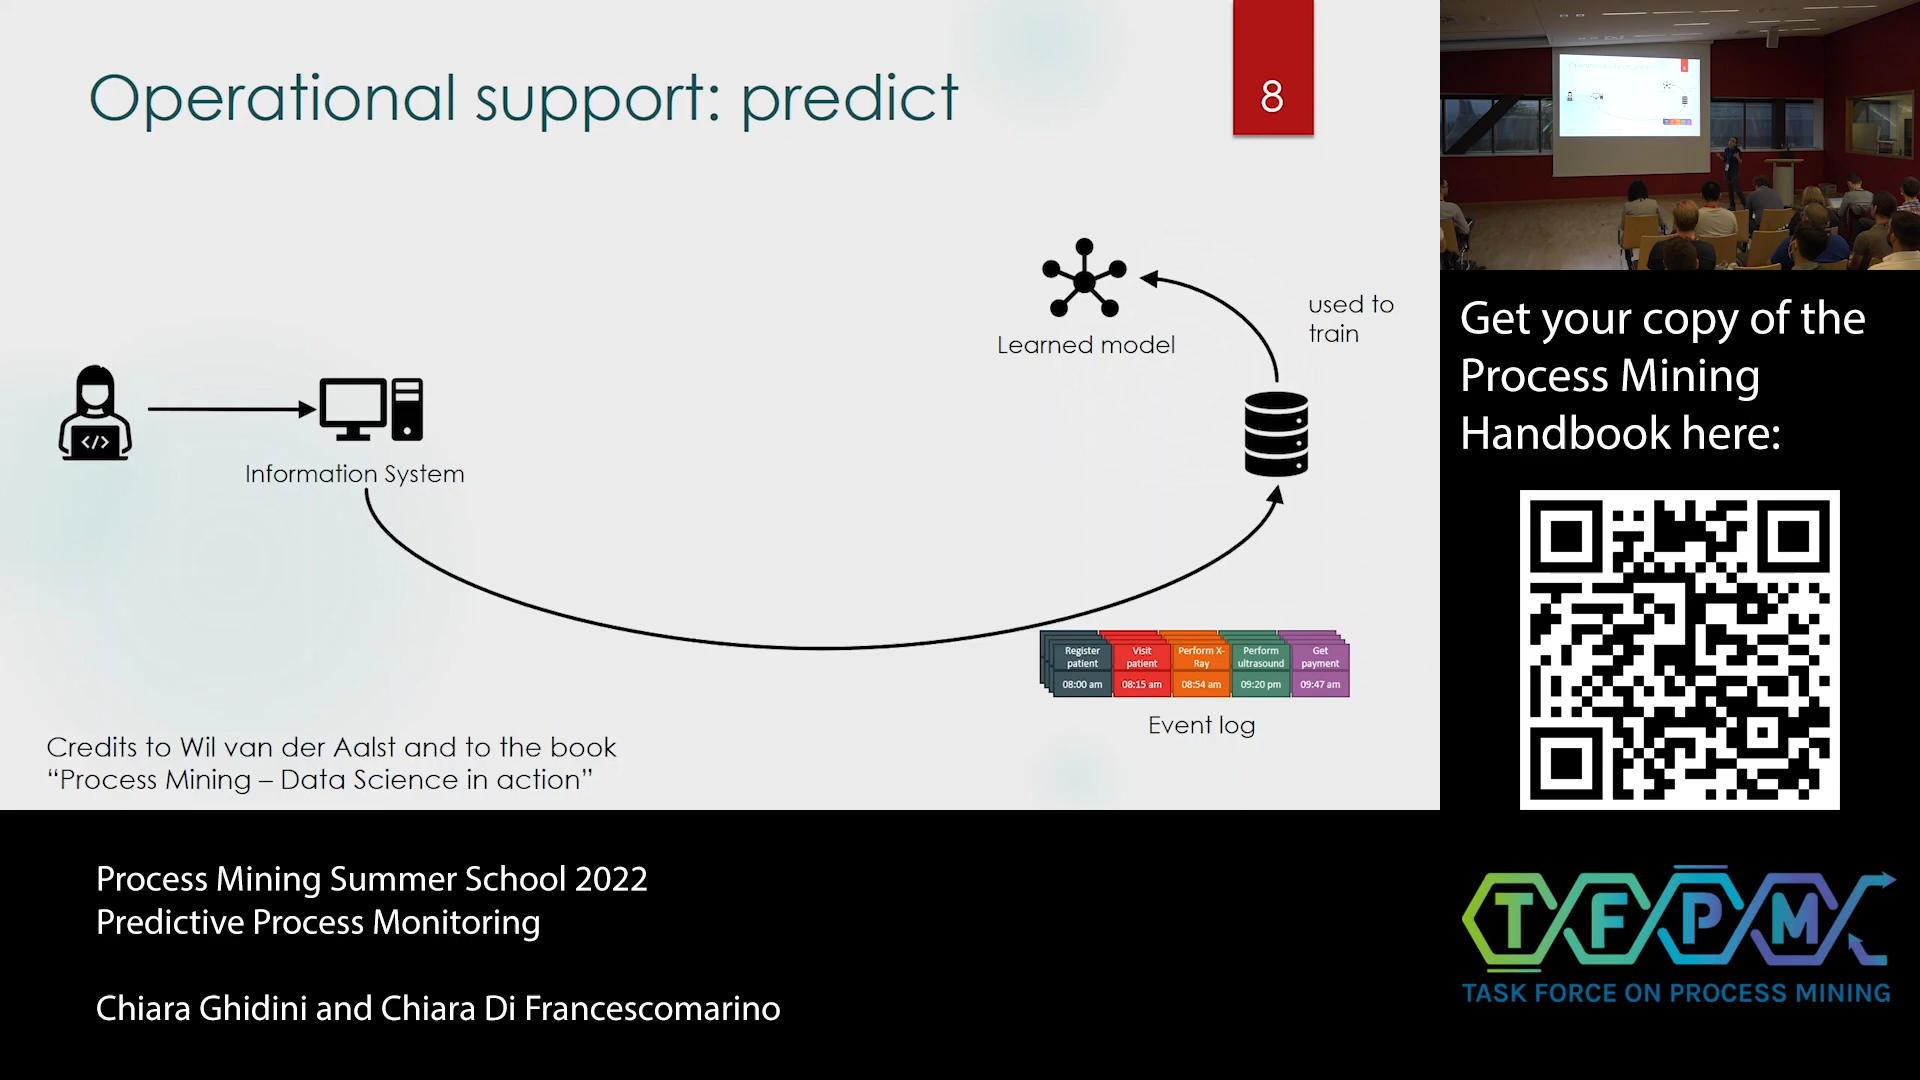 Operational support: predict
8
used to
train
Learned model
</>
Information System
Register
patient
08:00 am
Visit
patient
08:15 am
Perform X-
Ray
08:54 am
Perform
ultrasound
09:20 pm
Get
payment
09:47 am
Event log
Credits to Wil van der Aalst and to the book
“Process Mining – Data Science in action”
Get your copy of the
Process Mining
Handbook here:
Process Mining Summer School 2022
Predictive Process Monitoring
Chiara Ghidini and Chiara Di Francescomarino
TFPM
TASK FORCE ON PROCESS MINING